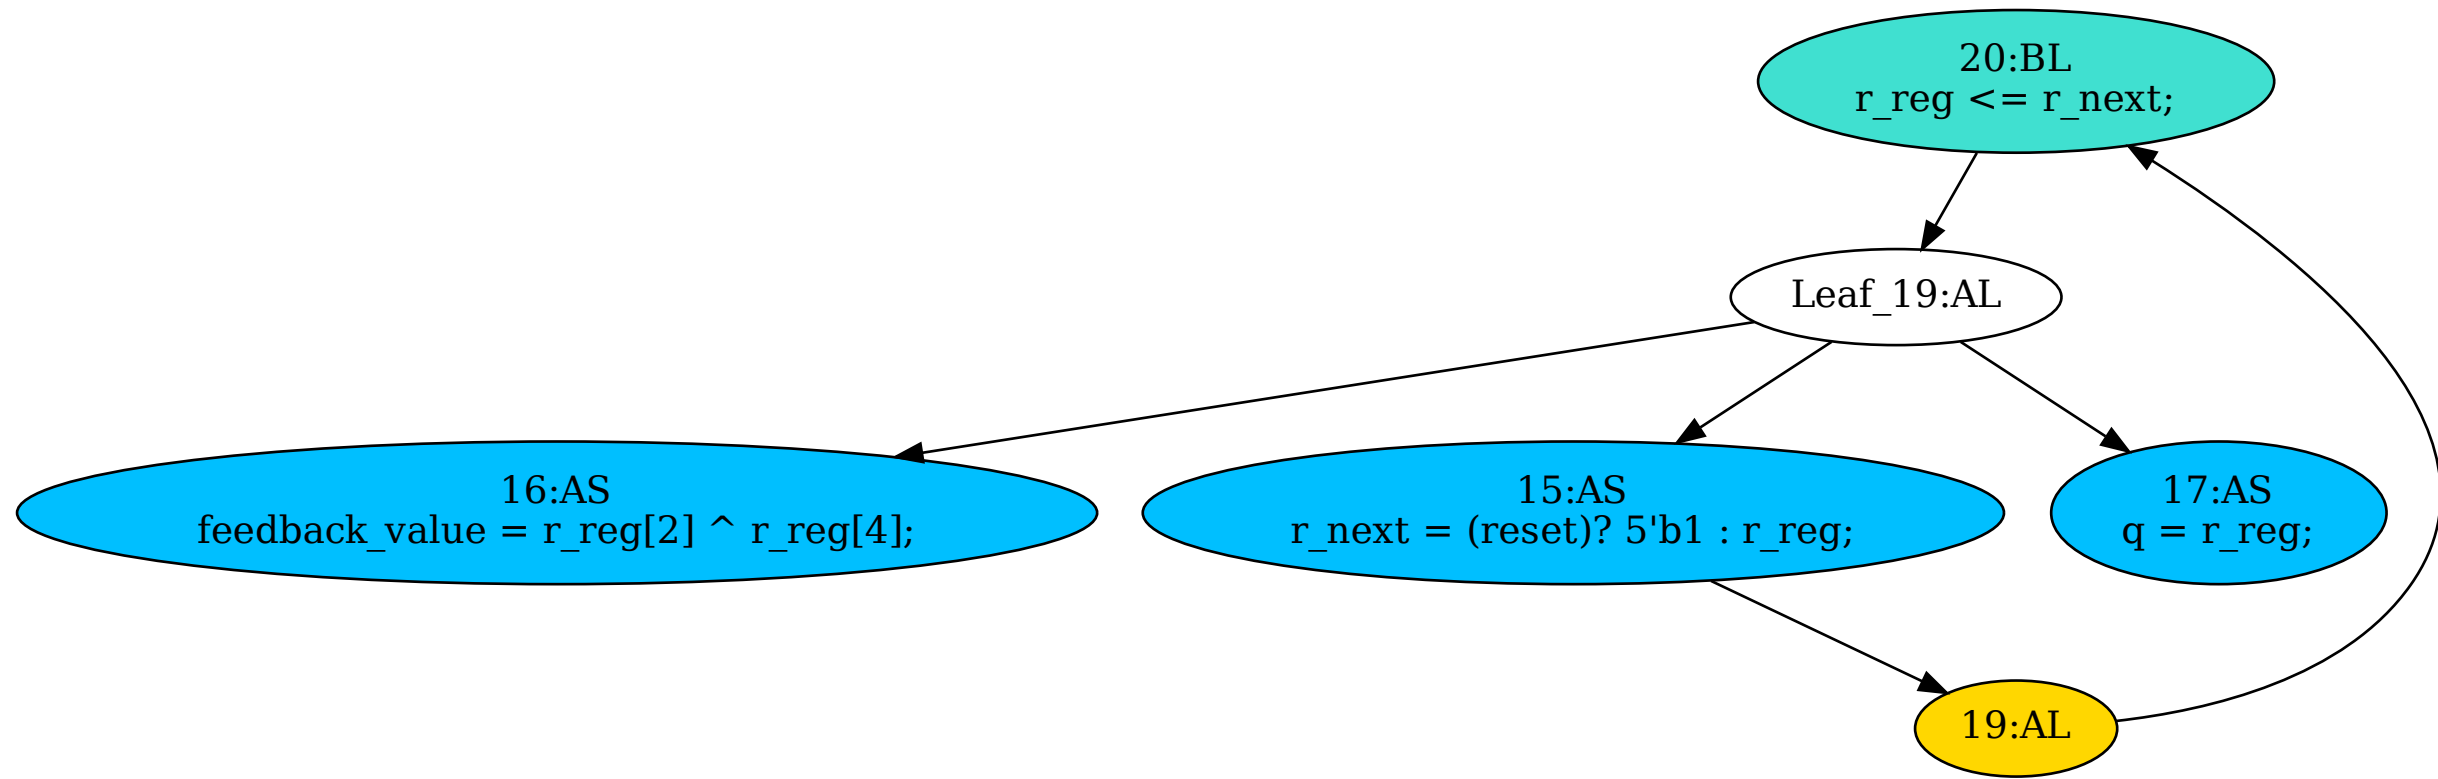 20:BL
r_reg <= r_next;
Leaf_19:AL
16:AS
feedback_value = r_reg[2] ^ r_reg[4];
15:AS
r_next = (reset)? 5'b1 : r_reg;
17:AS
q = r_reg;
19:AL